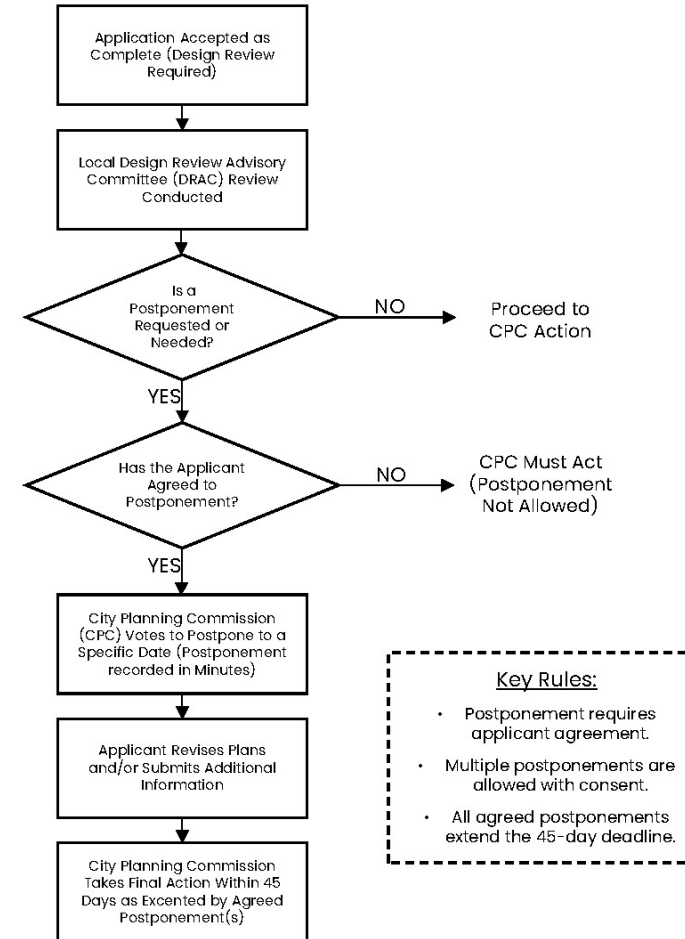 Application Accepted as
Complete (Design Review
Required)
Local Design Review Advisory
Committee (DRAC) Review
Conducted
Is a
Postponement
Requested or
Needed?
NO
Proceed to
CPC Action
YES
Has the Applicant
Agreed to
Postponement?
NO
CPC Must Act
(Postponement
Not Allowed)
YES
City Planning Commission
(CPC) Votes to Postpone to a
Specific Date (Postponement
recorded in Minutes)
Applicant Revises Plans
and/or Submits Additional
Information
City Planning Commission
Takes Final Action Within 45
Days as Excented by Agreed
Postponement(s)
Key Rules:
• Postponement requires
applicant agreement.
• Multiple postponements are
allowed with consent.
• All agreed postponements
extend the 45-day deadline.